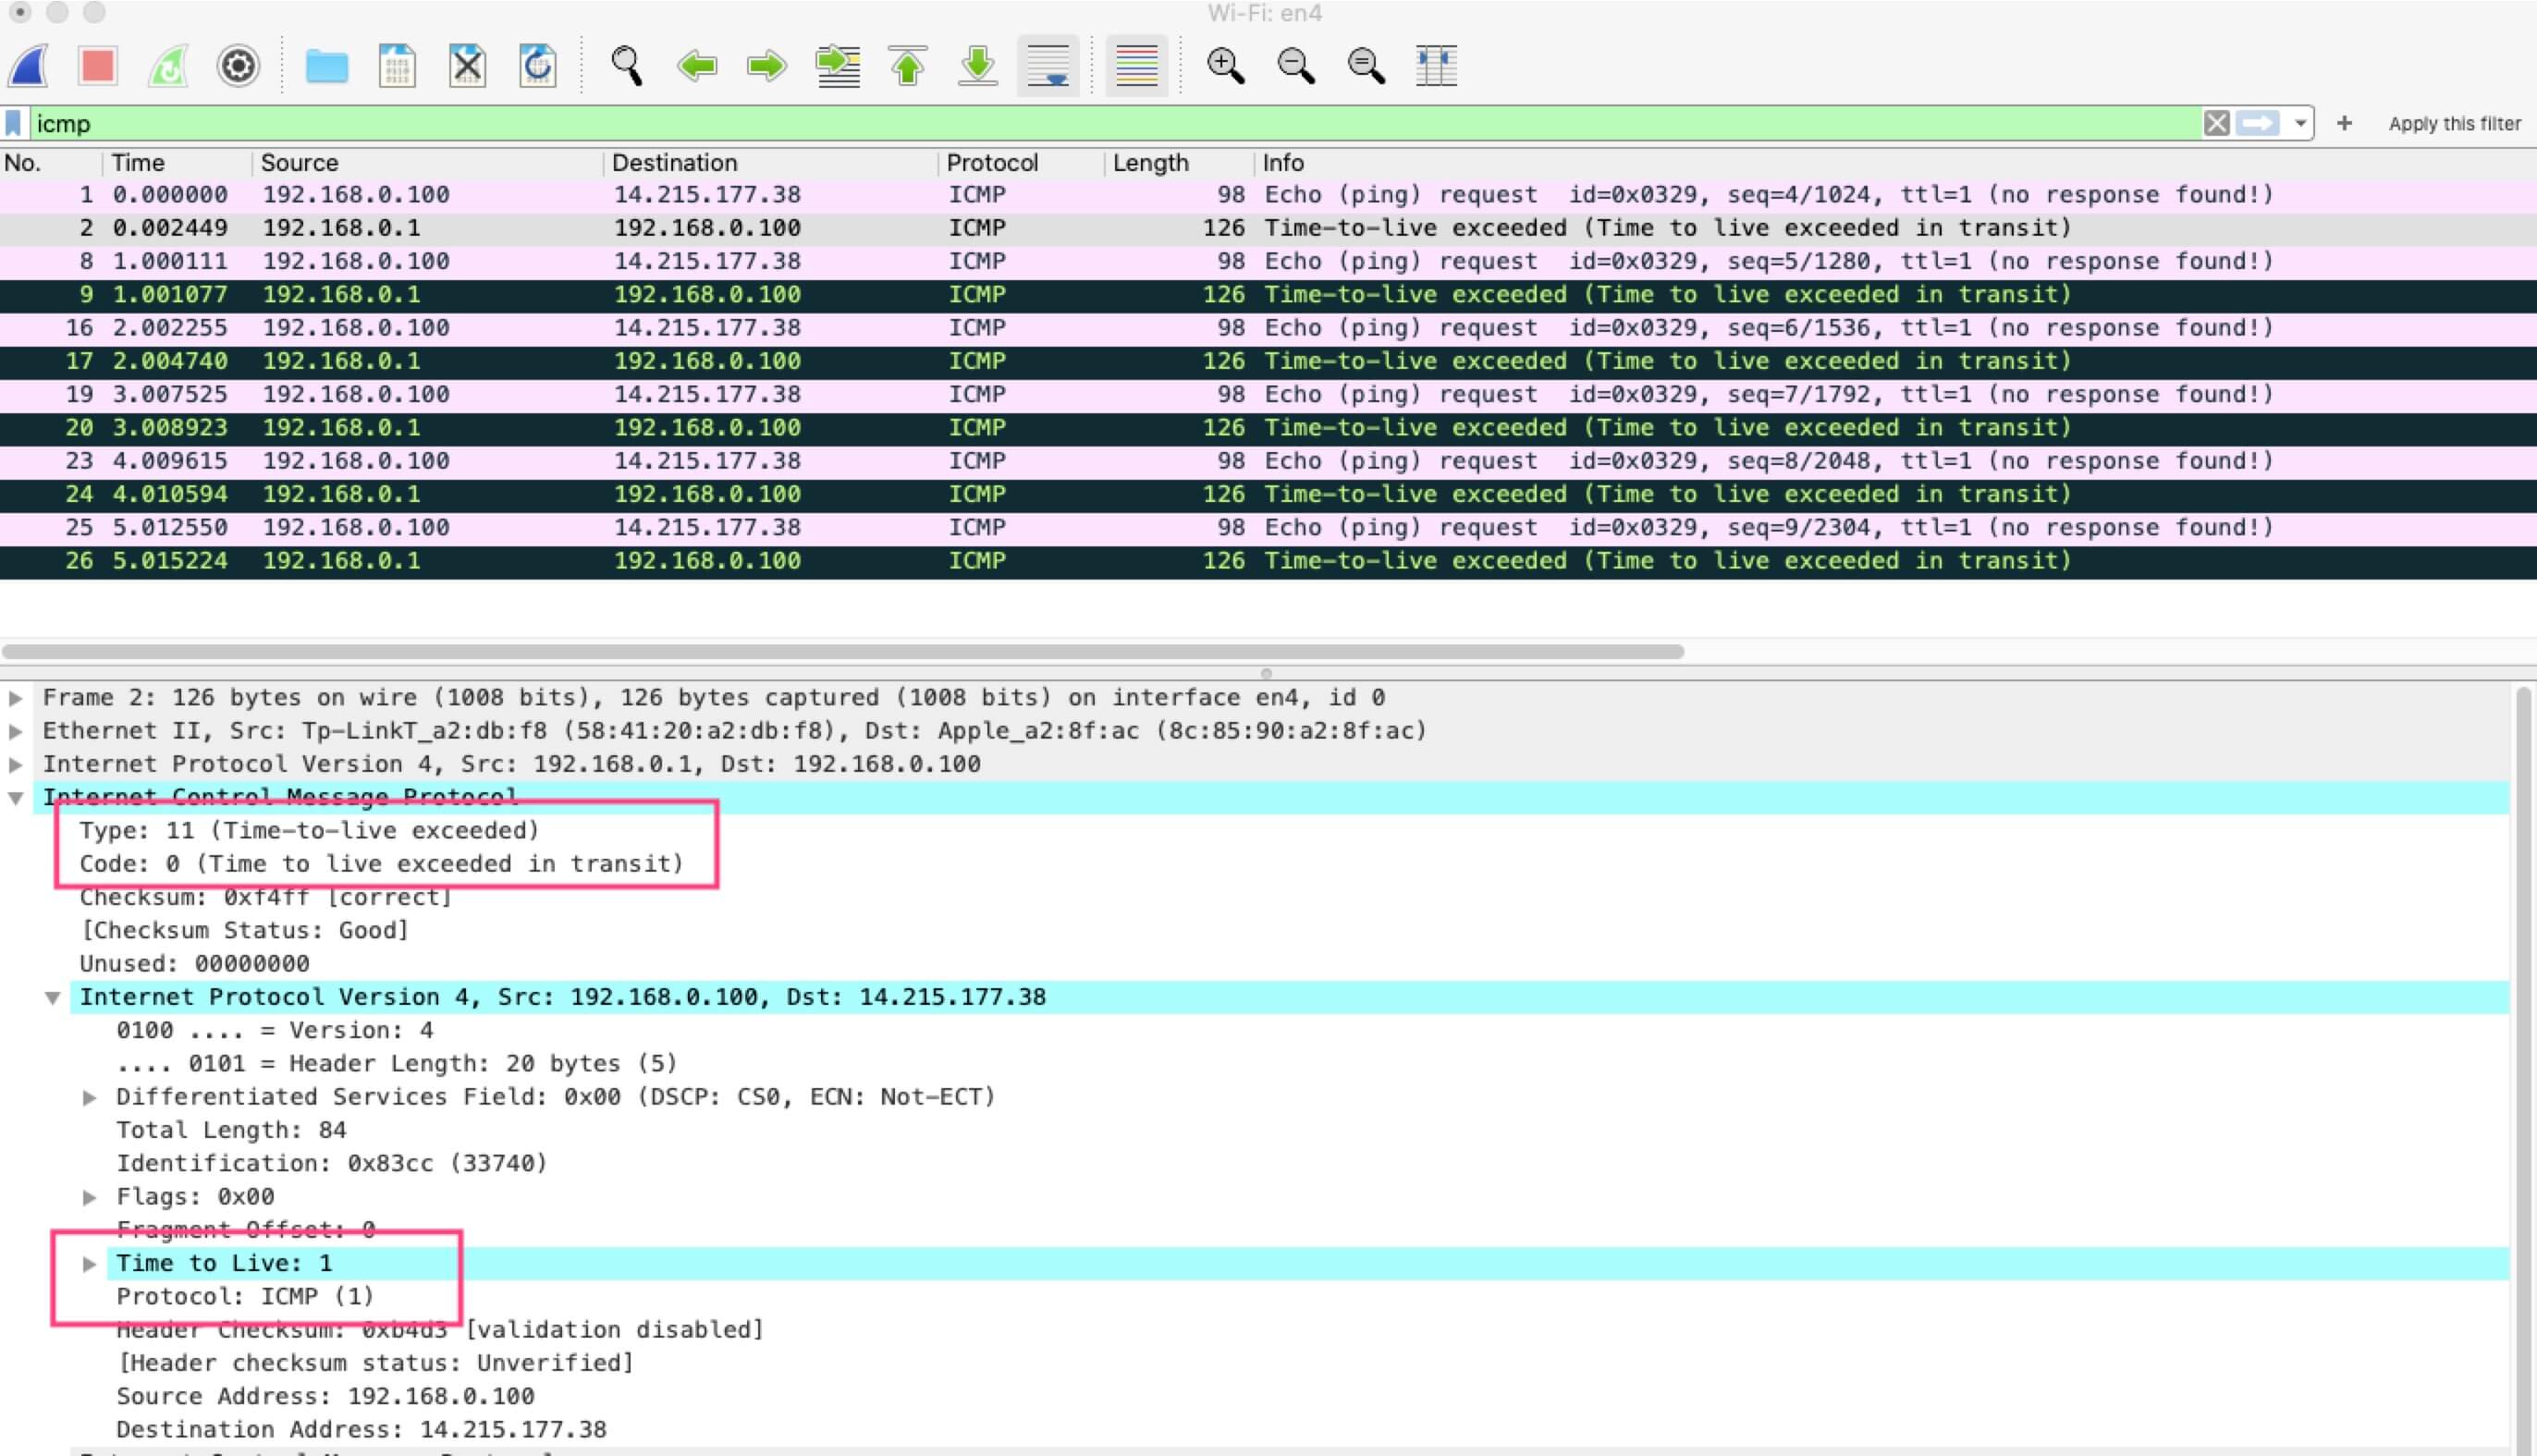 Wi-Fi: en4
icmp
Apply this filter
No. Time Source Destination Protocol Length Info
1 0.000000 192.168.0.100 14.215.177.38 ICMP 98 Echo (ping) request id=0x0329, seq=4/1024, ttl=1 (no response found!)
2 0.002449 192.168.0.1 192.168.0.100 ICMP 126 Time-to-live exceeded (Time to live exceeded in transit)
8 1.000111 192.168.0.100 14.215.177.38 ICMP 98 Echo (ping) request id=0x0329, seq=5/1280, ttl=1 (no response found!)
9 1.001077 192.168.0.1 192.168.0.100 ICMP 126 Time-to-live exceeded (Time to live exceeded in transit)
16 2.002255 192.168.0.100 14.215.177.38 ICMP 98 Echo (ping) request id=0x0329, seq=6/1536, ttl=1 (no response found!)
17 2.004740 192.168.0.1 192.168.0.100 ICMP 126 Time-to-live exceeded (Time to live exceeded in transit)
19 3.007525 192.168.0.100 14.215.177.38 ICMP 98 Echo (ping) request id=0x0329, seq=7/1792, ttl=1 (no response found!)
20 3.008923 192.168.0.1 192.168.0.100 ICMP 126 Time-to-live exceeded (Time to live exceeded in transit)
23 4.009615 192.168.0.100 14.215.177.38 ICMP 98 Echo (ping) request id=0x0329, seq=8/2048, ttl=1 (no response found!)
24 4.010594 192.168.0.1 192.168.0.100 ICMP 126 Time-to-live exceeded (Time to live exceeded in transit)
25 5.012550 192.168.0.100 14.215.177.38 ICMP 98 Echo (ping) request id=0x0329, seq=9/2304, ttl=1 (no response found!)
26 5.015224 192.168.0.1 192.168.0.100 ICMP 126 Time-to-live exceeded (Time to live exceeded in transit)
Frame 2: 126 bytes on wire (1008 bits), 126 bytes captured (1008 bits) on interface en4, id 0
Ethernet II, Src: Tp-LinkT_a2:db:f8 (58:41:20:a2:db:f8), Dst: Apple_a2:8f:ac (8c:85:90:a2:8f:ac)
Internet Protocol Version 4, Src: 192.168.0.1, Dst: 192.168.0.100
Internet Control Message Protocol
Type: 11 (Time-to-live exceeded)
Code: 0 (Time to live exceeded in transit)
Checksum: 0xf4ff [correct]
[Checksum Status: Good]
Unused: 00000000
Internet Protocol Version 4, Src: 192.168.0.100, Dst: 14.215.177.38
0100 .... = Version: 4
.... 0101 = Header Length: 20 bytes (5)
Differentiated Services Field: 0x00 (DSCP: CS0, ECN: Not-ECT)
Total Length: 84
Identification: 0x83cc (33740)
Flags: 0x00
Fragment Offset: 0
Time to Live: 1
Protocol: ICMP (1)
Header Checksum: 0xb4d3 [validation disabled]
[Header checksum status: Unverified]
Source Address: 192.168.0.100
Destination Address: 14.215.177.38